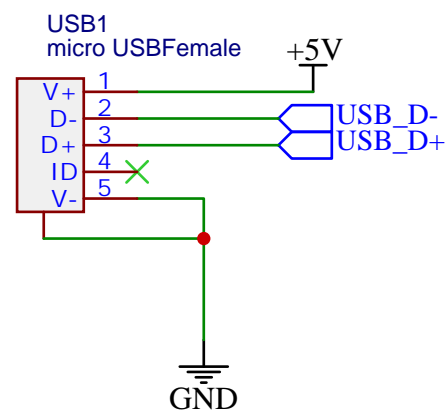 USB1
micro USBFemale
+5V
V+ 1
D- 2 USB_D-
D+ 3 USB_D+
ID 4
V- 5
GND